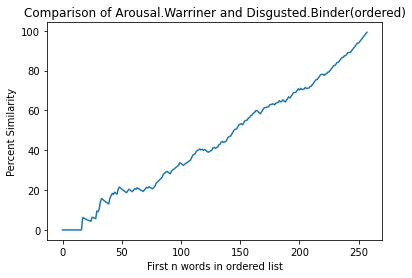 Comparison of Arousal.Warriner and Disgusted.Binder(ordered)
100
80
60
40
20
0
Percent Similarity
0 50 100 150 200 250
First n words in ordered list